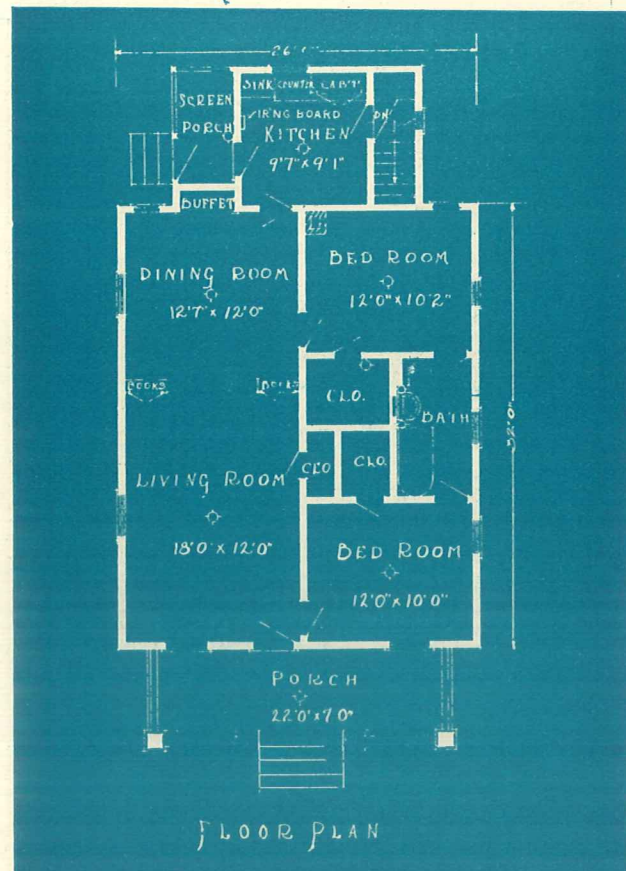 26'0"
SCREEN
PORCH
SINK COUNTER CAB'T
IR'NG BOARD
KITCHEN
9'7" x 9'1"
DN
BUFFET
DINING ROOM
12'7" x 12'0"
BED ROOM
12'0" x 10'2"
BOOKS
BOOKS
CLO.
BATH
32'0"
LIVING ROOM
18'0" x 12'0"
CLO
CLO.
BED ROOM
12'0" x 10'0"
PORCH
22'0" x 7'0"
FLOOR PLAN